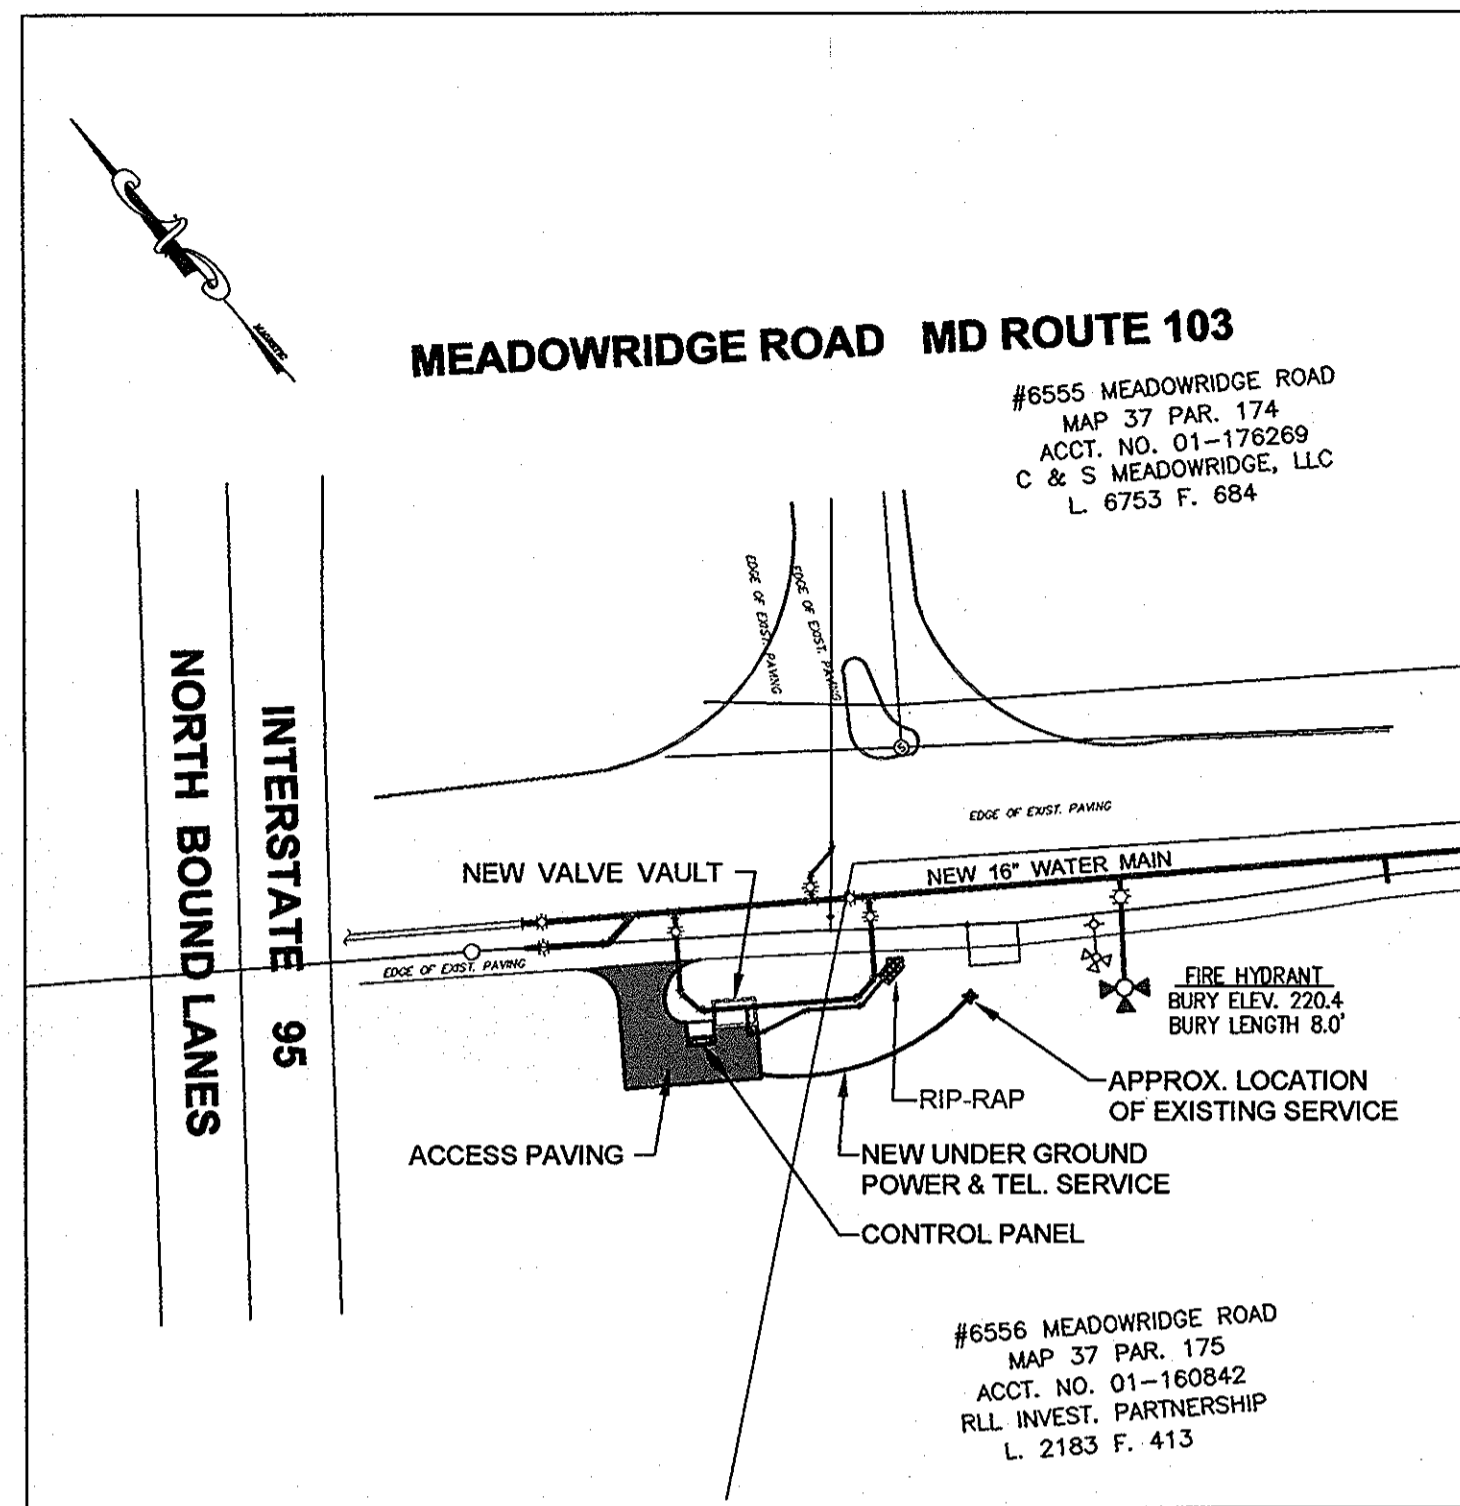 MAGNETIC
MEADOWRIDGE ROAD MD ROUTE 103
#6555 MEADOWRIDGE ROAD
MAP 37 PAR. 174
ACCT. NO. 01-176269
C & S MEADOWRIDGE, LLC
L. 6753 F. 684
EDGE OF EXIST. PAVING
EDGE OF EXIST. PAVING
NORTH BOUND LANES
INTERSTATE 95
S
EDGE OF EXIST. PAVING
NEW VALVE VAULT
NEW 16" WATER MAIN
EDGE OF EXIST. PAVING
FIRE HYDRANT
BURY ELEV. 220.4
BURY LENGTH 8.0'
RIP-RAP
APPROX. LOCATION
OF EXISTING SERVICE
ACCESS PAVING
NEW UNDER GROUND
POWER & TEL. SERVICE
CONTROL PANEL
#6556 MEADOWRIDGE ROAD
MAP 37 PAR. 175
ACCT. NO. 01-160842
RLL INVEST. PARTNERSHIP
L. 2183 F. 413